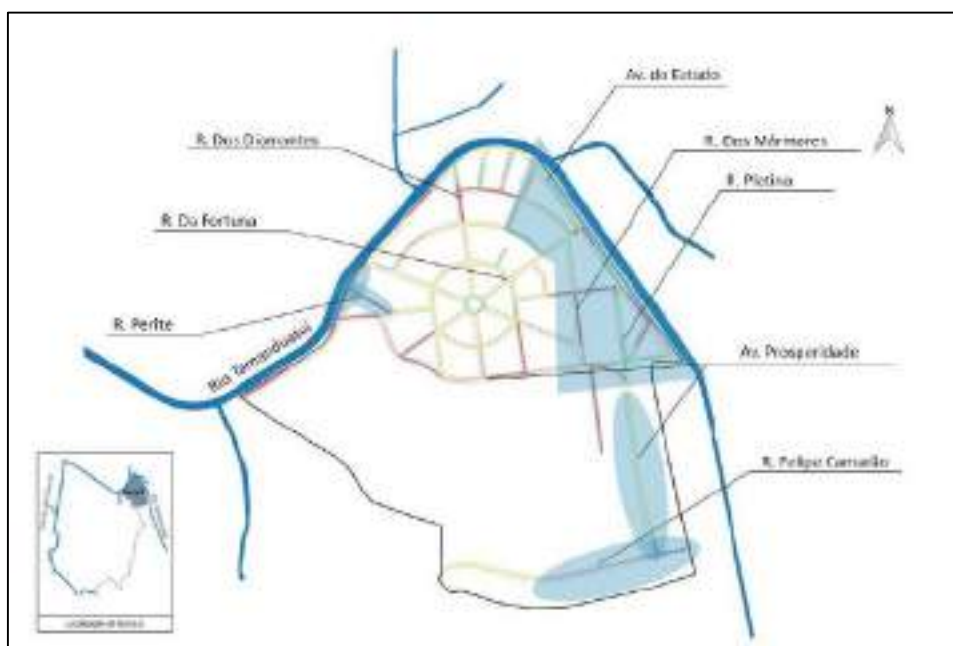 Av. do Estado
R. Dos Diamantes
R. Dos Mármores
N
R. Platina
R. Da Fortuna
R. Perite
Av. Prosperidade
Rio Tamanduateí
R. Felipe Camarão